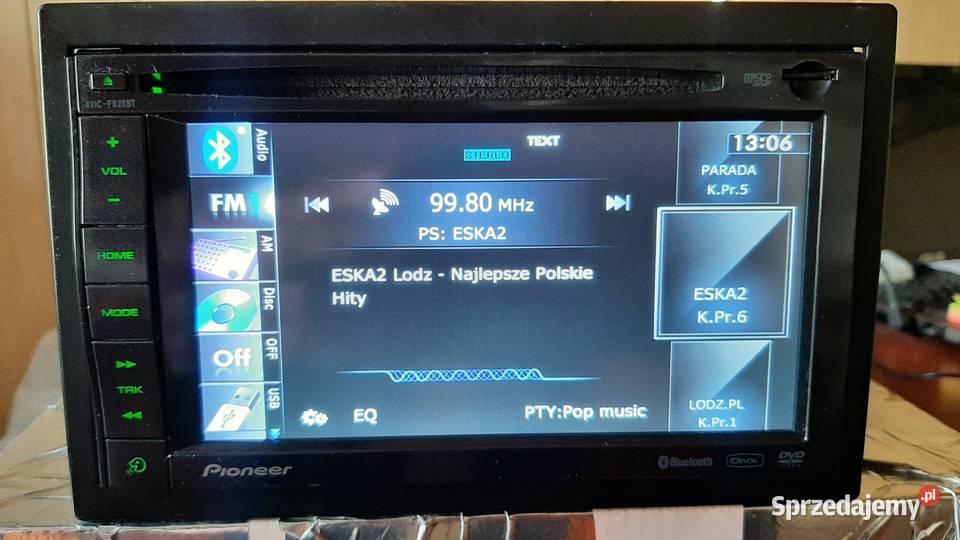 AVIC-F920BT
micro
VOL
HOME
MODE
TRK
Audio
FM1
AM
Disc
OFF
Off
USB
TEXT
STEREO
13:06
99.80 MHz
PS: ESKA2
ESKA2 Lodz - Najlepsze Polskie
Hity
EQ
PTY:Pop music
PARADA
K.Pr.5
ESKA2
K.Pr.6
LODZ.PL
K.Pr.1
Pioneer
Bluetooth
DIVX
DVD
Sprzedajemy.pl